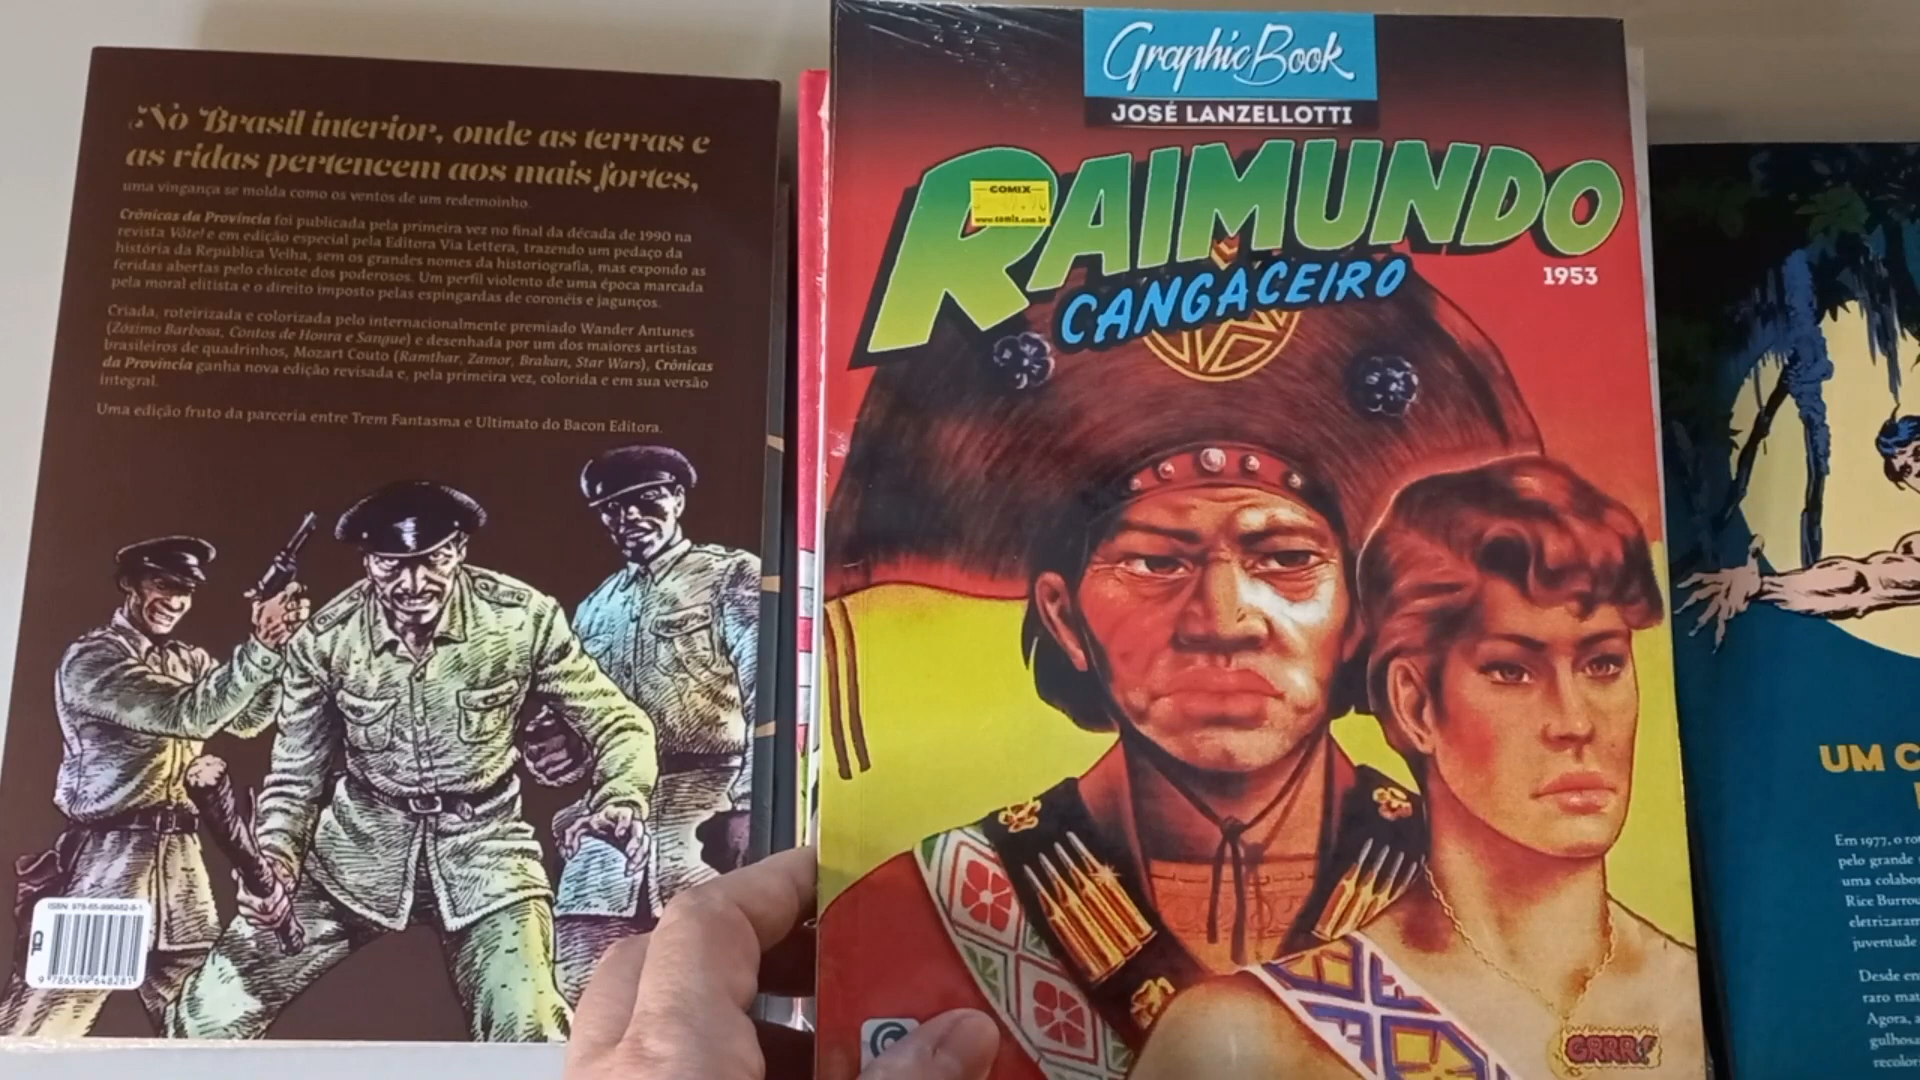 No Brasil interior, onde as terras e
as vidas pertencem aos mais fortes,
uma vingança se molda como os ventos de um redemoinho.
Crônicas da Província foi publicada pela primeira vez no final da década de 1990 na
revista Vôte! e em edição especial pela Editora Via Lettera, trazendo um pedaço da
história da República Velha, sem os grandes nomes da historiografia, mas expondo as
feridas abertas pelo chicote dos poderosos. Um perfil violento de uma época marcada
pela moral elitista e o direito imposto pelas espingardas de coronéis e jagunços.
Criada, roteirizada e colorizada pelo internacionalmente premiado Wander Antunes
(Zózimo Barbosa, Contos de Honra e Sangue) e desenhada por um dos maiores artistas
brasileiros de quadrinhos, Mozart Couto (Ramthar, Zamor, Brakan, Star Wars), Crônicas
da Província ganha nova edição revisada e, pela primeira vez, colorida e em sua versão
integral.
Uma edição fruto da parceria entre Trem Fantasma e Ultimato do Bacon Editora.
9 786599 648281
GraphicBook
JOSÉ LANZELLOTTI
RAIMUNDO
COMIX
www.comix.com.br
CANGACEIRO
1953
GRRR!
UM C
Em 1977, o
pelo grande
uma
Rice
juventude
Desde
raro
Agora,